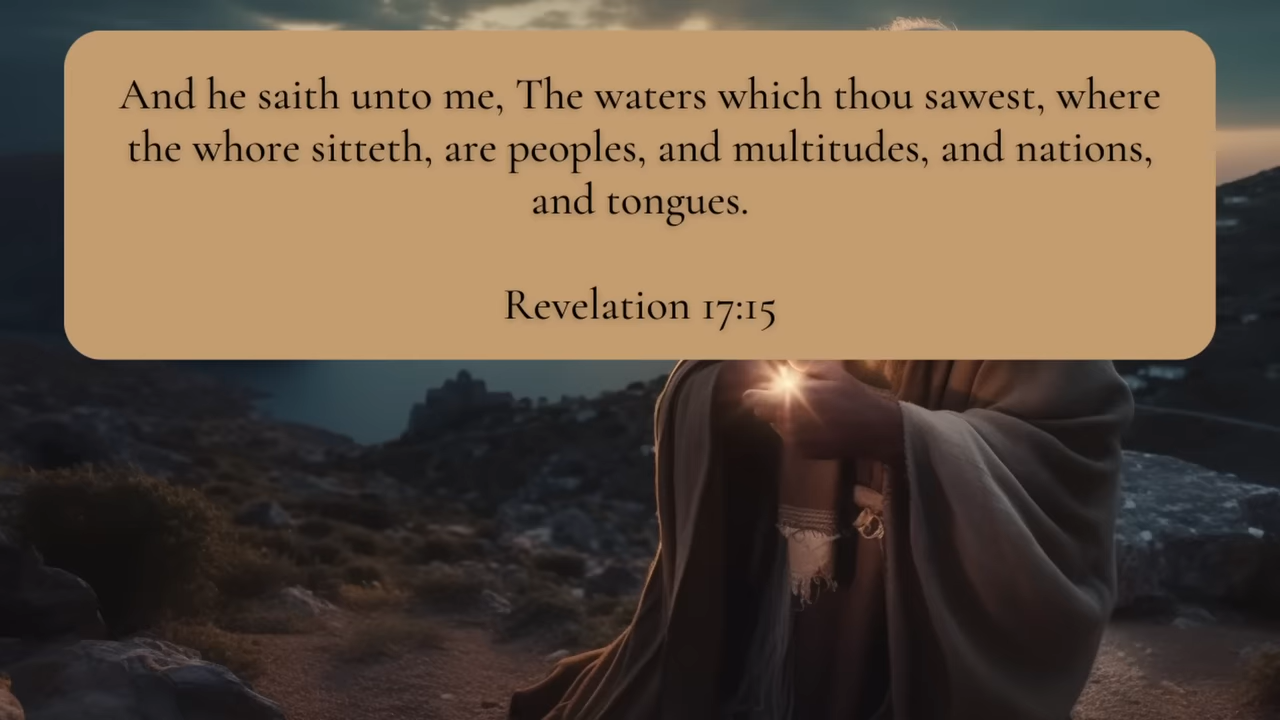 And he saith unto me, The waters which thou sawest, where
the whore sitteth, are peoples, and multitudes, and nations,
and tongues.
Revelation 17:15